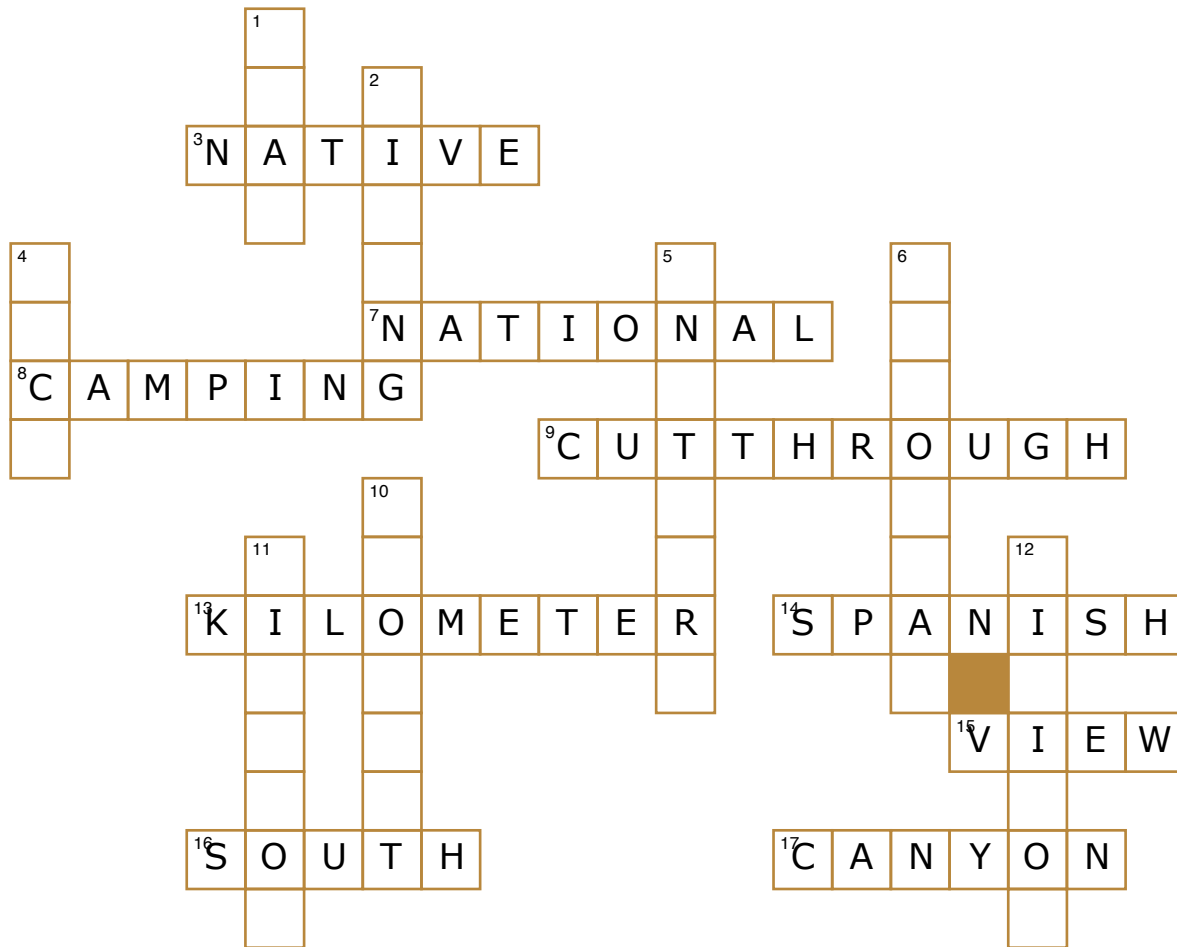 1
2
3 NATIVE
4
5
6
7 NATIONAL
8 CAMPING
9 CUTTHROUGH
10
11
12
13 KILOMETER
14 SPANISH
15 VIEW
16 SOUTH
17 CANYON